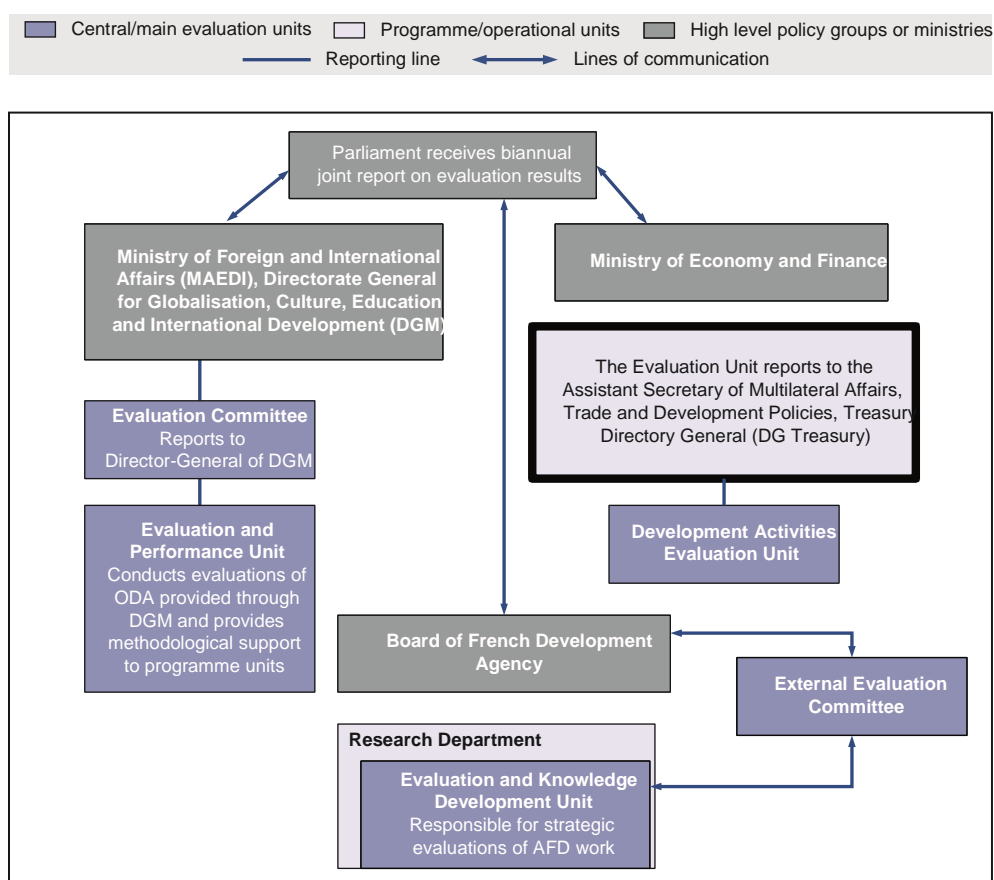 Central/main evaluation units Programme/operational units High level policy groups or ministries
Reporting line Lines of communication
Parliament receives biannual
joint report on evaluation results
Ministry of Foreign and International
Affairs (MAEDI), Directorate General
for Globalisation, Culture, Education
and International Development (DGM)
Ministry of Economy and Finance
The Evaluation Unit reports to the
Assistant Secretary of Multilateral Affairs,
Trade and Development Policies, Treasury
Directory General (DG Treasury)
Evaluation Committee
Reports to
Director-General of DGM
Evaluation and
Performance Unit
Conducts evaluations of
ODA provided through
DGM and provides
methodological support
to programme units
Development Activities
Evaluation Unit
Board of French Development
Agency
External Evaluation
Committee
Research Department
Evaluation and Knowledge
Development Unit
Responsible for strategic
evaluations of AFD work